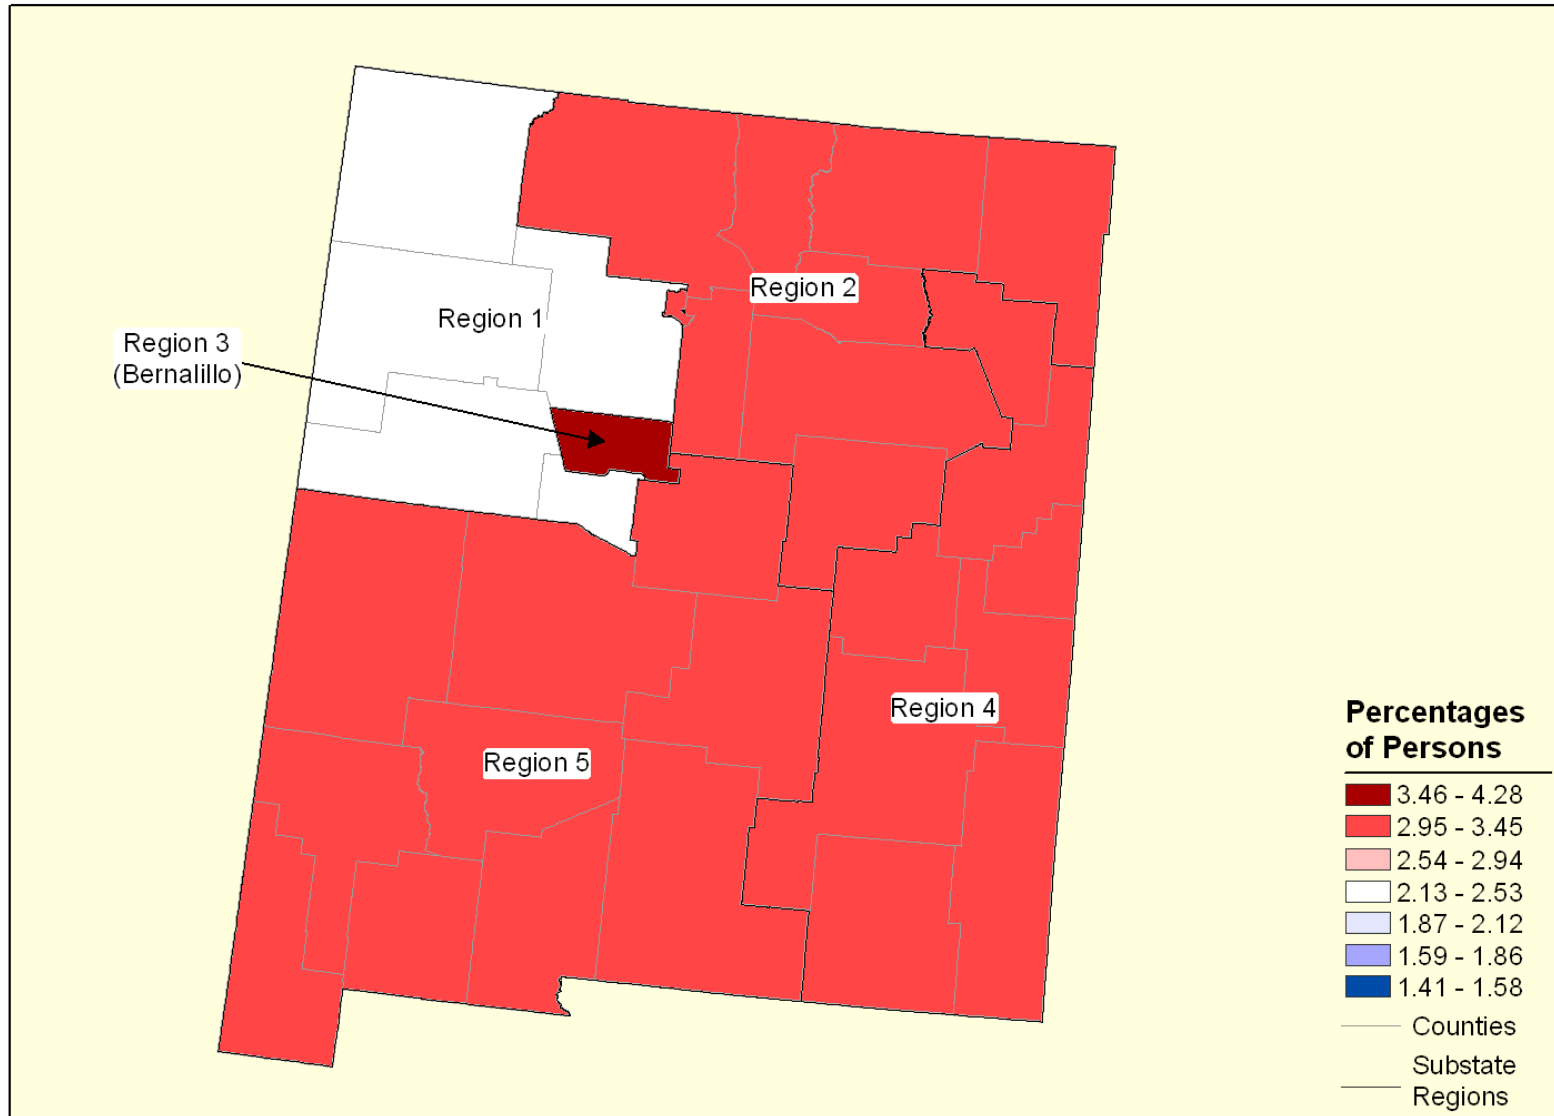 Region 2
Region 1
Region 3
(Bernalillo)
Region 4
Region 5
Percentages
of Persons
3.46 - 4.28
2.95 - 3.45
2.54 - 2.94
2.13 - 2.53
1.87 - 2.12
1.59 - 1.86
1.41 - 1.58
Counties
Substate
Regions